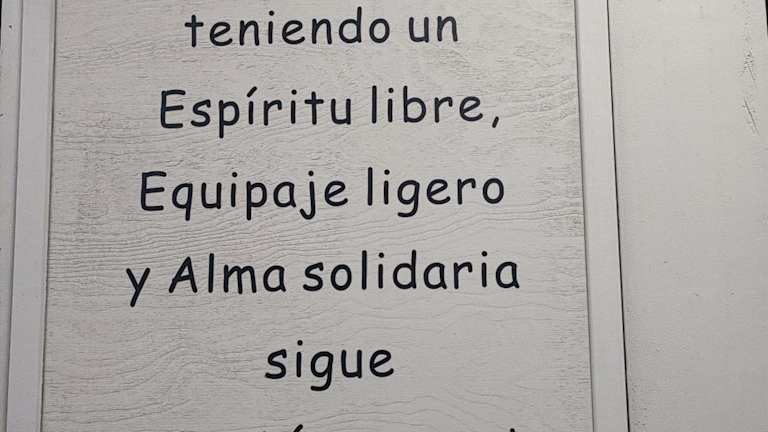 teniendo un
Espíritu libre,
Equipaje ligero
y Alma solidaria
sigue